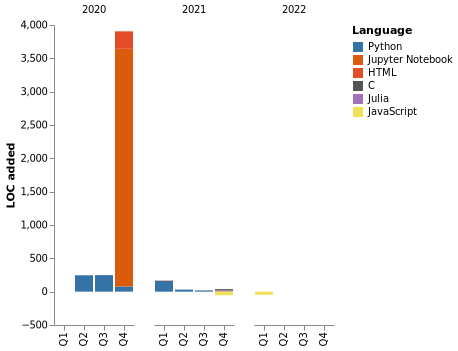 2020 2021 2022
4,000
3,500
3,000
2,500
2,000
1,500
1,000
500
0
−500
LOC added
Q1 Q2 Q3 Q4 Q1 Q2 Q3 Q4 Q1 Q2 Q3 Q4
Language
Python
Jupyter Notebook
HTML
C
Julia
JavaScript